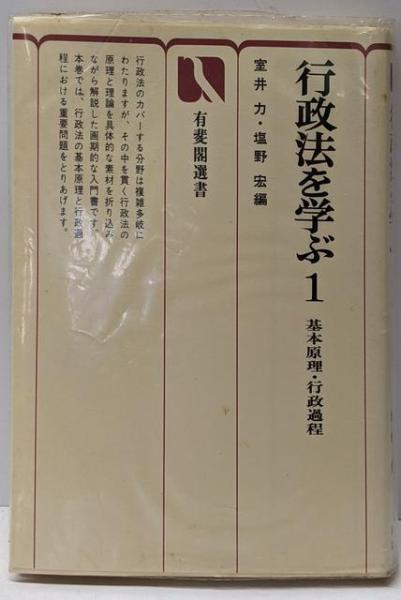 行政法を学ぶ 1
基本原理・行政過程
室井 力・塩野 宏編
有斐閣選書
行政法のカバーする分野は複雑多岐に
わたりますが、その中を貫く行政法の
原理と理論を具体的な素材を折り込み
ながら解説した画期的な入門書です。
本巻では、行政法の基本原理と行政過
程における重要問題をとりあげます。